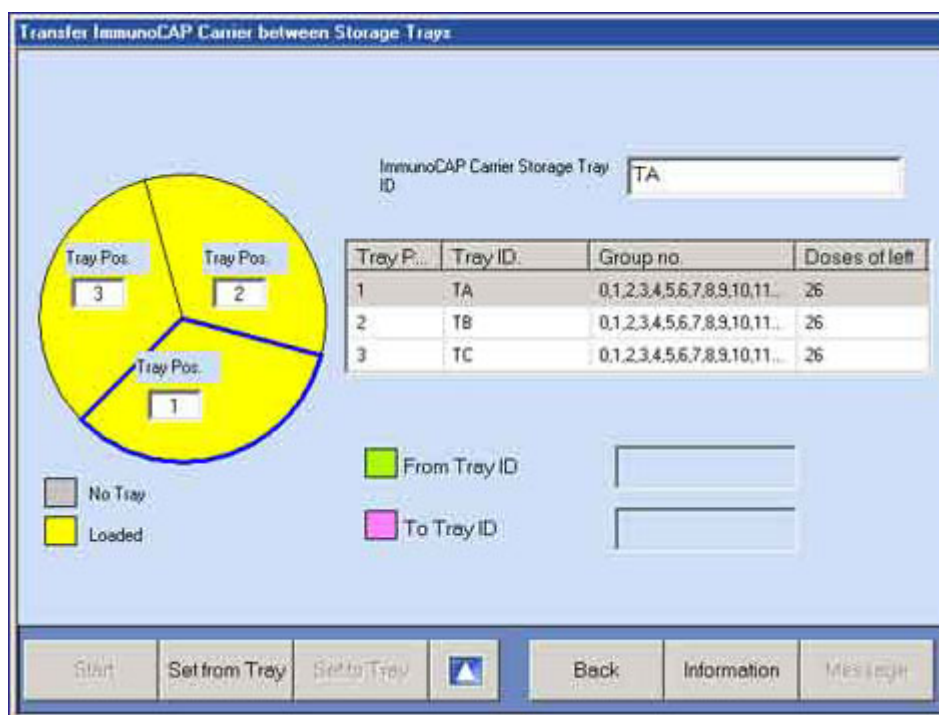 Transfer ImmunoCAP Carrier between Storage Trays
ImmunoCAP Carrier Storage Tray
ID
TA
Tray Pos.
3
Tray Pos.
2
Tray Pos.
1
Tray P... Tray ID. Group no. Doses of left
1 TA 0,1,2,3,4,5,6,7,8,9,10,11... 26
2 TB 0,1,2,3,4,5,6,7,8,9,10,11... 26
3 TC 0,1,2,3,4,5,6,7,8,9,10,11... 26
No Tray
Loaded
From Tray ID
To Tray ID
Start Set from Tray Set to Tray Back Information Message